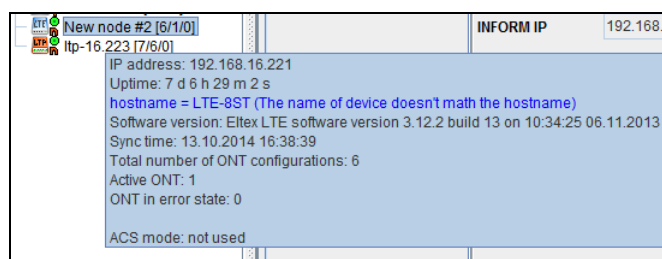 New node #2 [6/1/0]
INFORM IP 192.168.
ltp-16.223 [7/6/0]
IP address: 192.168.16.221
Uptime: 7 d 6 h 29 m 2 s
hostname = LTE-8ST (The name of device doesn't math the hostname)
Software version: Eltex LTE software version 3.12.2 build 13 on 10:34:25 06.11.2013
Sync time: 13.10.2014 16:38:39
Total number of ONT configurations: 6
Active ONT: 1
ONT in error state: 0
ACS mode: not used